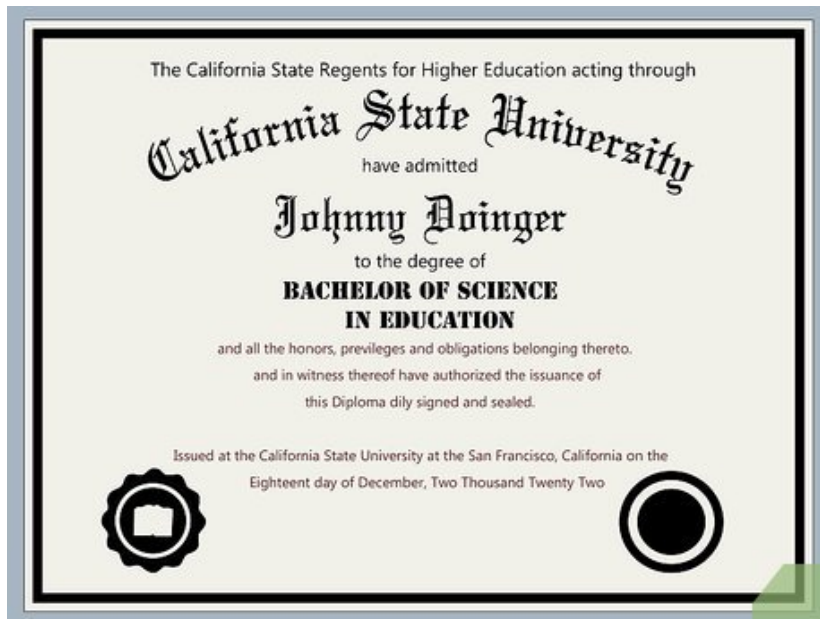 The California State Regents for Higher Education acting through
California State University
have admitted
Johnny Doinger
to the degree of
BACHELOR OF SCIENCE
IN EDUCATION
and all the honors, previleges and obligations belonging thereto.
and in witness thereof have authorized the issuance of
this Diploma dily signed and sealed.
Issued at the California State University at the San Francisco, California on the
Eighteent day of December, Two Thousand Twenty Two